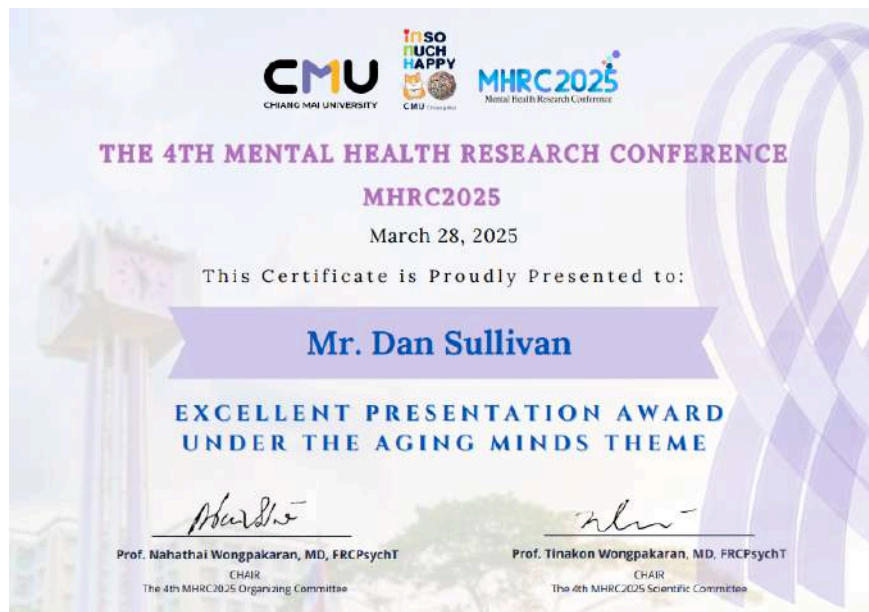 inSO
nUCH
HAPPY
CMU
CHIANG MAI UNIVERSITY
CMU Chiang Mai
MHRC2025
Mental Health Research Conference
THE 4TH MENTAL HEALTH RESEARCH CONFERENCE
MHRC2025
March 28, 2025
This Certificate is Proudly Presented to:
Mr. Dan Sullivan
EXCELLENT PRESENTATION AWARD
UNDER THE AGING MINDS THEME
Prof. Nahathai Wongpakaran, MD, FRCPsychT
CHAIR
The 4th MHRC2025 Organizing Committee
Prof. Tinakon Wongpakaran, MD, FRCPsychT
CHAIR
The 4th MHRC2025 Scientific Committee